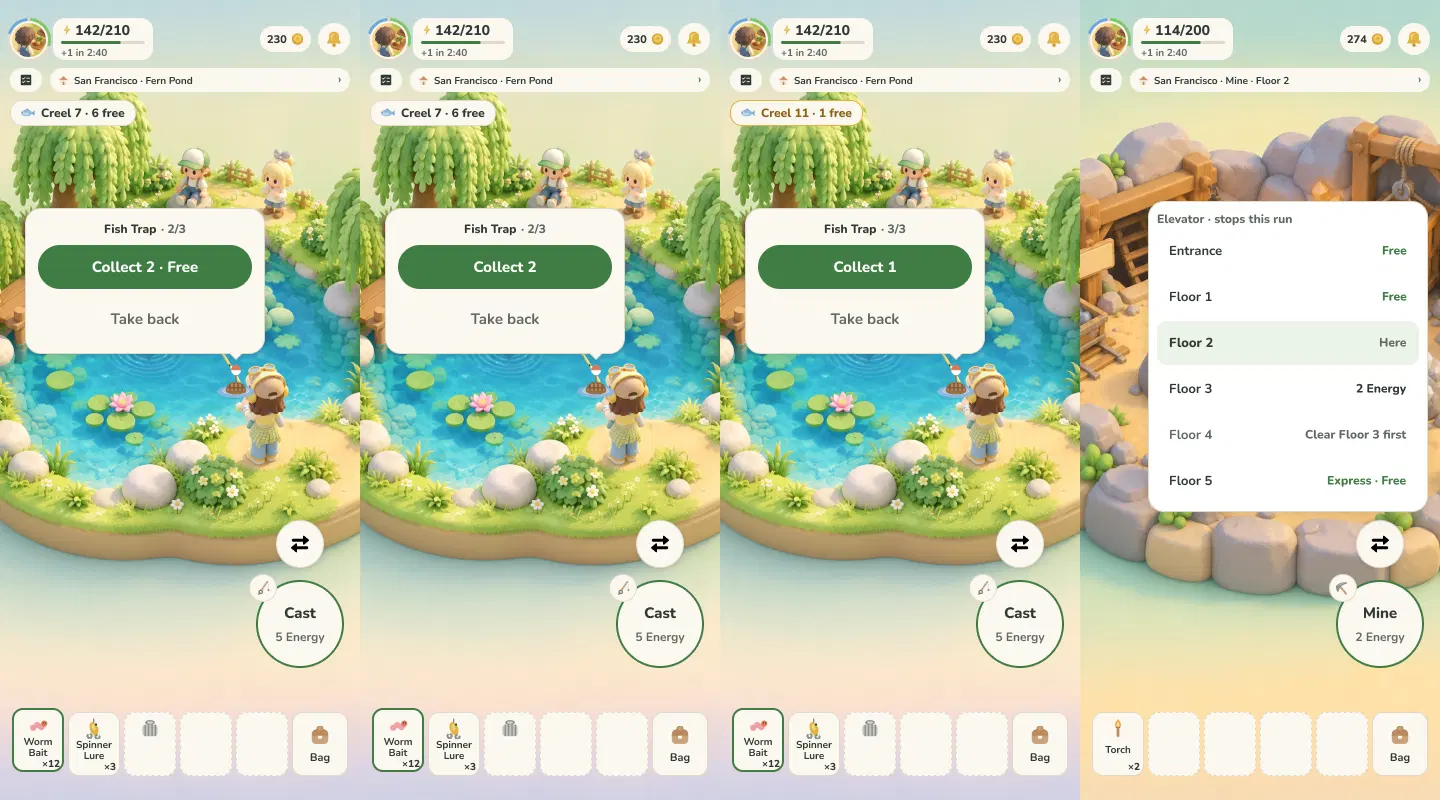 142/210
+1 in 2:40
230
San Francisco · Fern Pond
Creel 7 · 6 free
Fish Trap · 2/3
Collect 2 · Free
Take back
Cast
5 Energy
Worm Bait ×12
Spinner Lure ×3
Bag
142/210
+1 in 2:40
230
San Francisco · Fern Pond
Creel 7 · 6 free
Fish Trap · 2/3
Collect 2
Take back
Cast
5 Energy
Worm Bait ×12
Spinner Lure ×3
Bag
142/210
+1 in 2:40
230
San Francisco · Fern Pond
Creel 11 · 1 free
Fish Trap · 3/3
Collect 1
Take back
Cast
5 Energy
Worm Bait ×12
Spinner Lure ×3
Bag
114/200
+1 in 2:40
274
San Francisco · Mine · Floor 2
Elevator · stops this run
Entrance Free
Floor 1 Free
Floor 2 Here
Floor 3 2 Energy
Floor 4 Clear Floor 3 first
Floor 5 Express · Free
Mine
2 Energy
Torch ×2
Bag